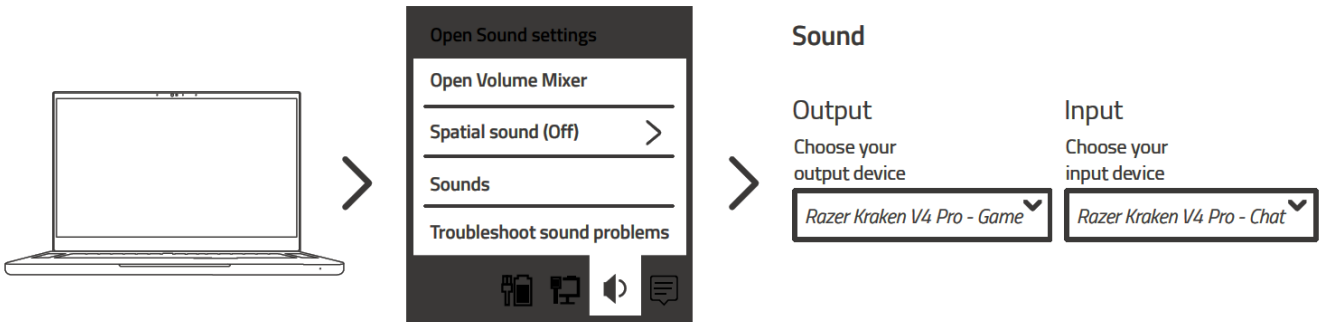 Open Sound settings
Open Volume Mixer
Spatial sound (Off)
Sounds
Troubleshoot sound problems
Sound
Output
Choose your
output device
Razer Kraken V4 Pro - Game
Input
Choose your
input device
Razer Kraken V4 Pro - Chat